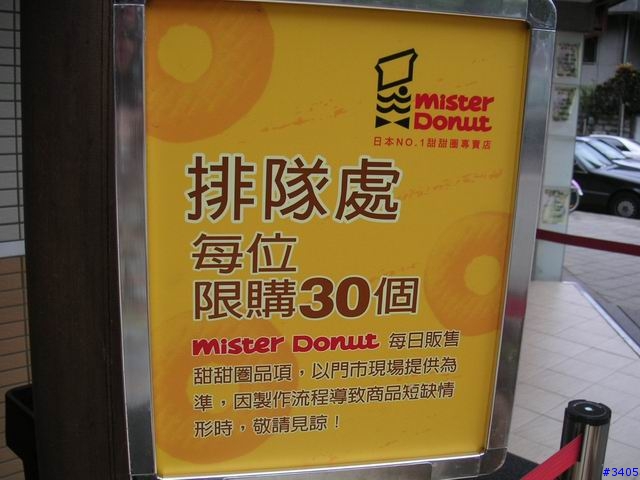 mister
Donut
日本NO.1甜甜圈專賣店
排隊處
每位
限購30個
mister Donut 每日販售
甜甜圈品項，以門市現場提供為
準，因製作流程導致商品短缺情
形時，敬請見諒！
#3405